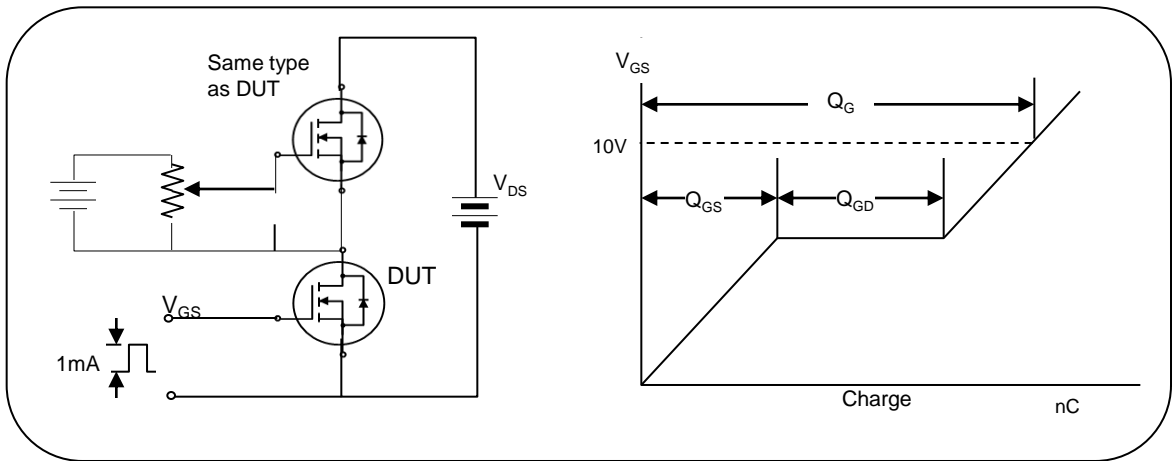 Same type
as DUT
V_DS
DUT
V_GS
1mA
V_GS
Q_G
10V
Q_GS
Q_GD
Charge
nC